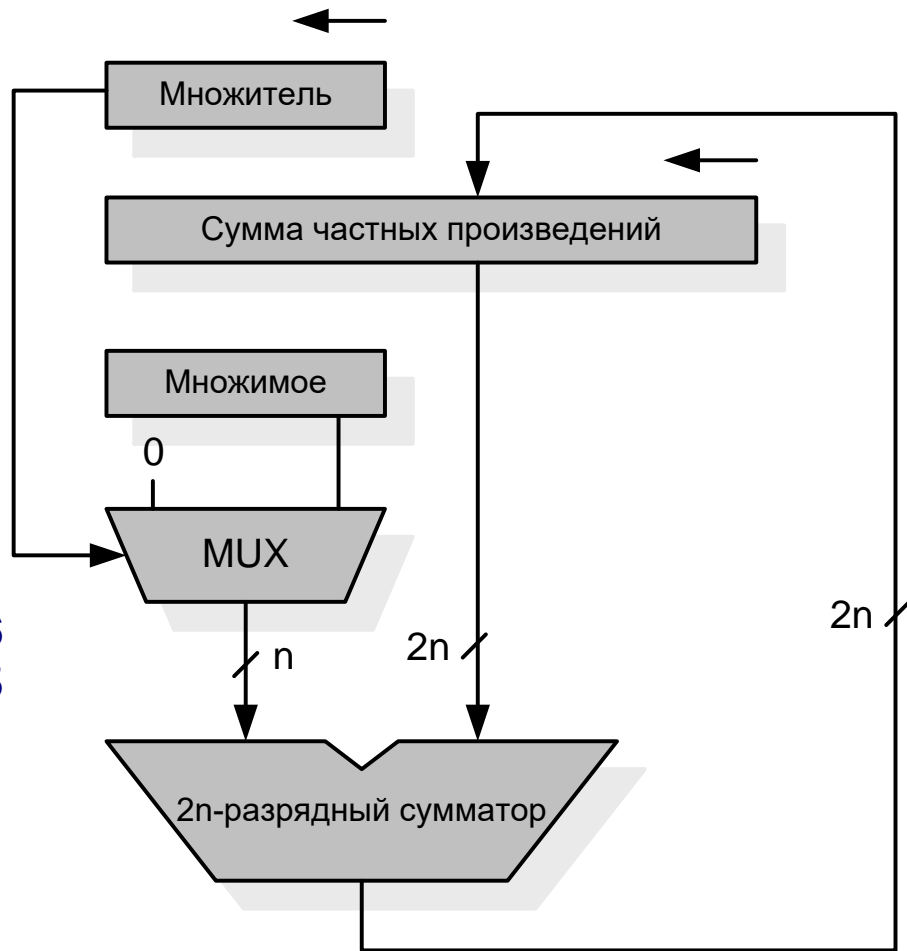 Множитель
Сумма частных произведений
Множимое
0
MUX
n
2n
2n
2n-разрядный сумматор